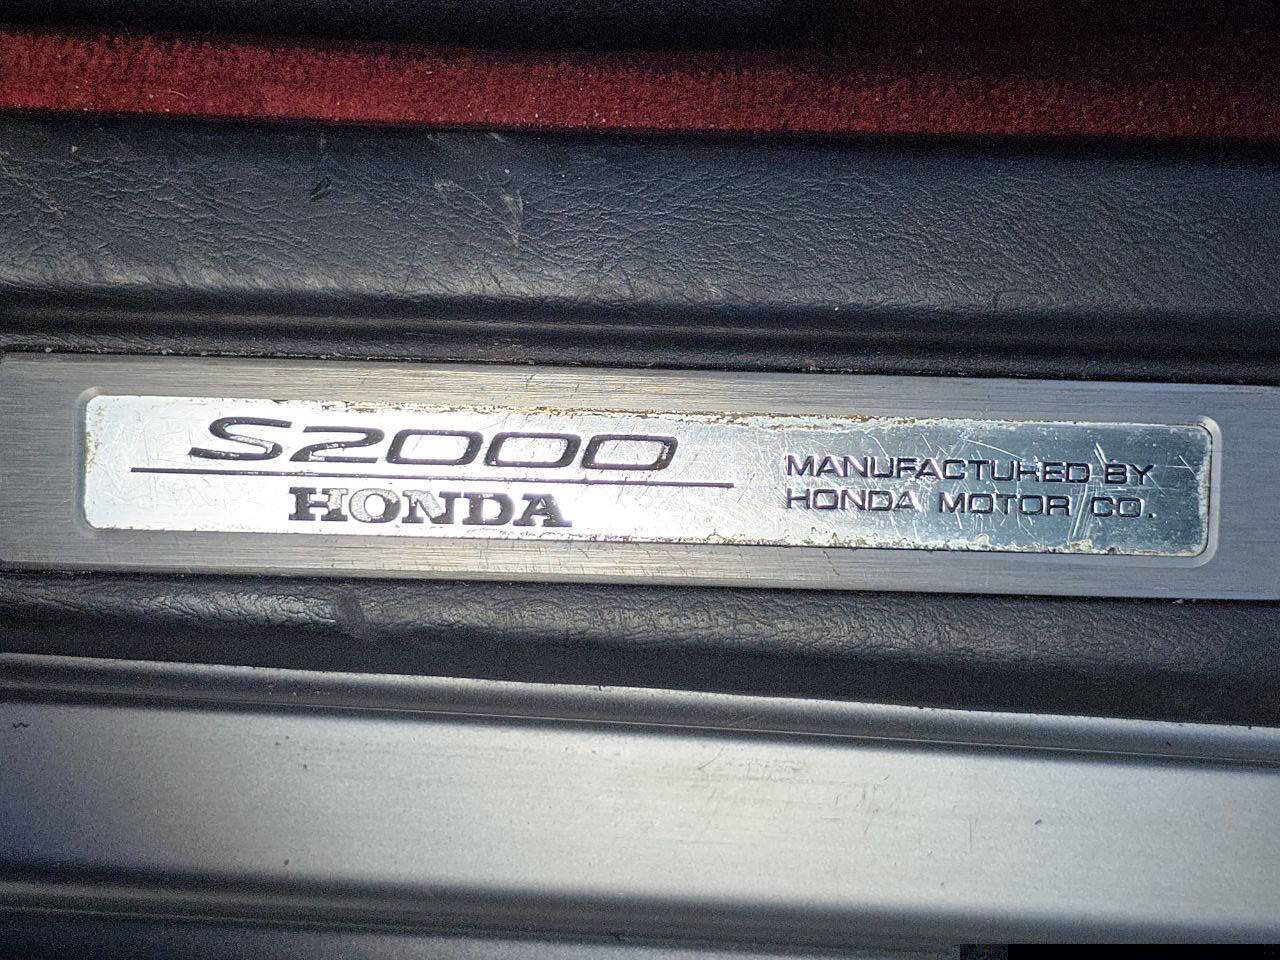 S2000
HONDA
MANUFACTURED BY
HONDA MOTOR CO.